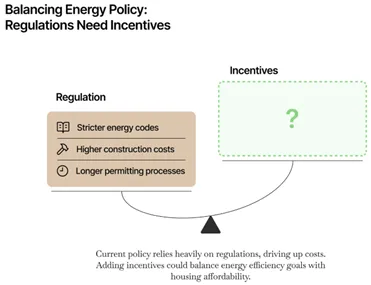 Balancing Energy Policy:
Regulations Need Incentives
Incentives
Regulation
?
Stricter energy codes
Higher construction costs
Longer permitting processes
Current policy relies heavily on regulations, driving up costs.
Adding incentives could balance energy efficiency goals with
housing affordability.